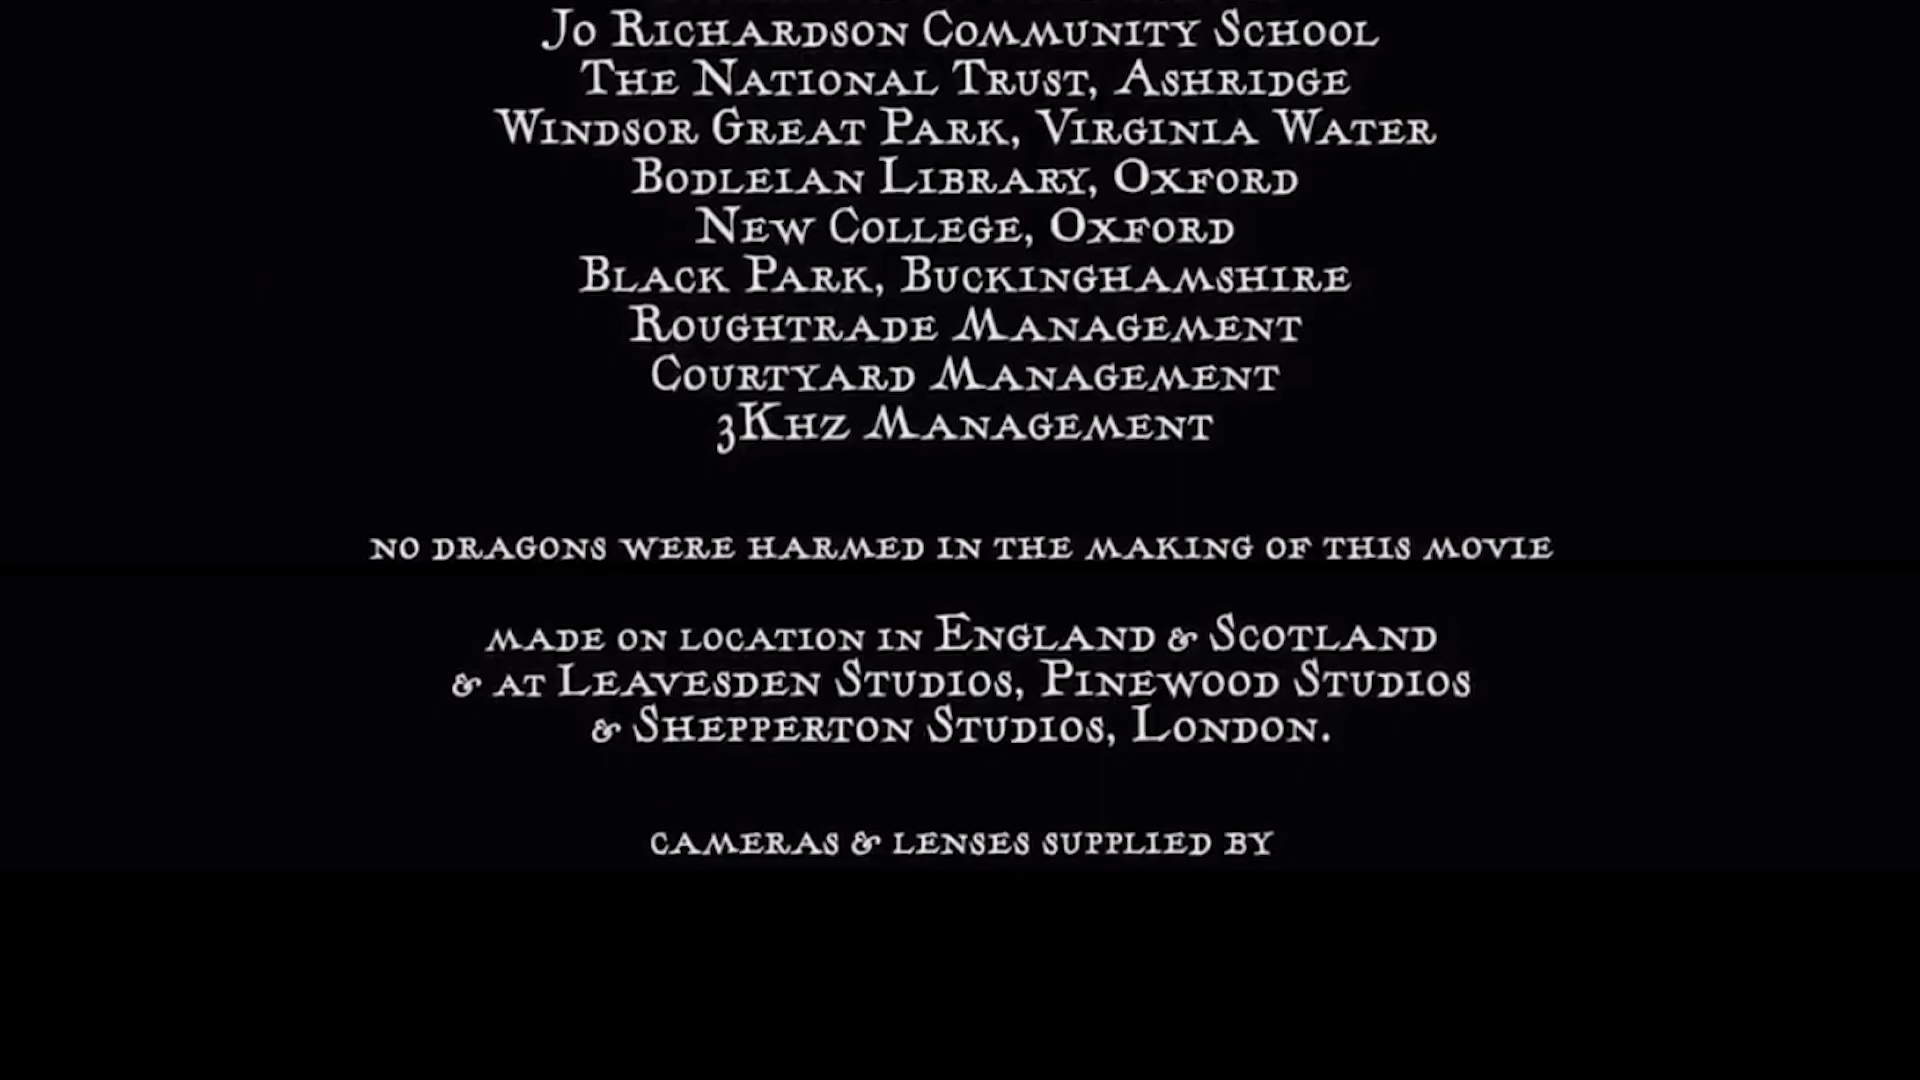 Jo Richardson Community School
The National Trust, Ashridge
Windsor Great Park, Virginia Water
Bodleian Library, Oxford
New College, Oxford
Black Park, Buckinghamshire
Roughtrade Management
Courtyard Management
3Khz Management
no dragons were harmed in the making of this movie
made on location in England & Scotland
& at Leavesden Studios, Pinewood Studios
& Shepperton Studios, London.
cameras & lenses supplied by